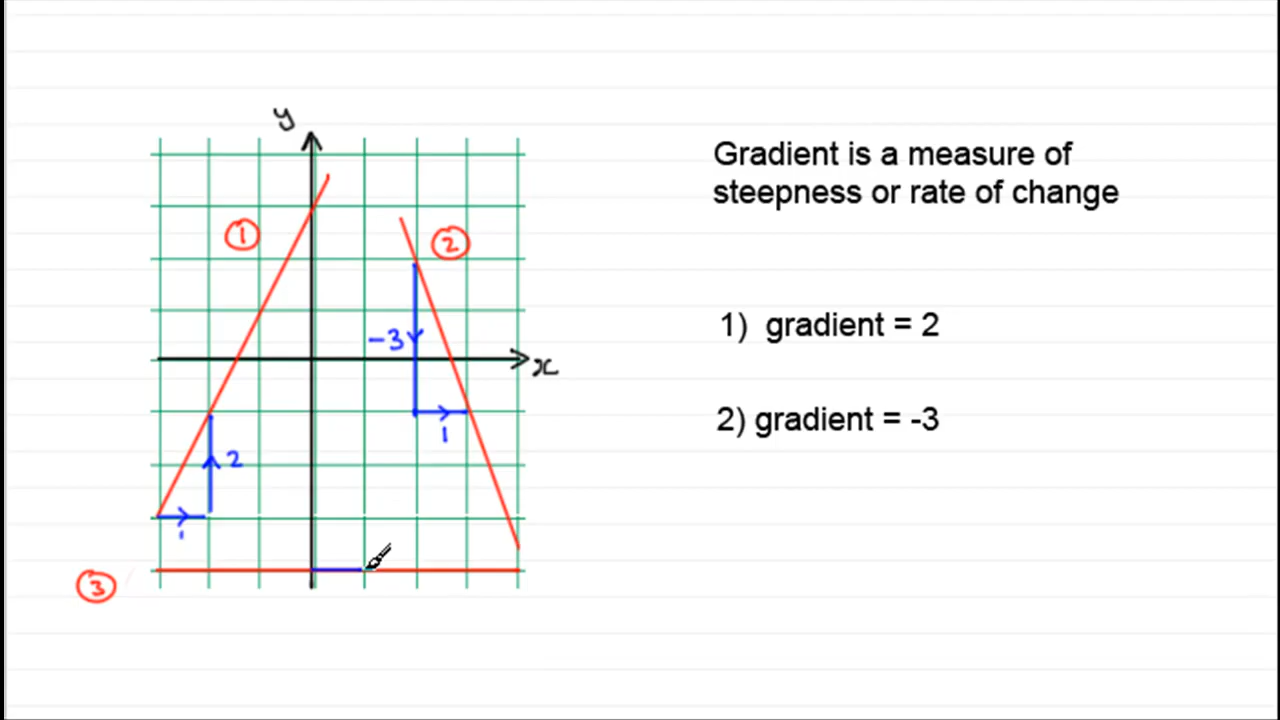 y
①
②
-3
x
1
2
1
③
Gradient is a measure of
steepness or rate of change
1) gradient = 2
2) gradient = -3